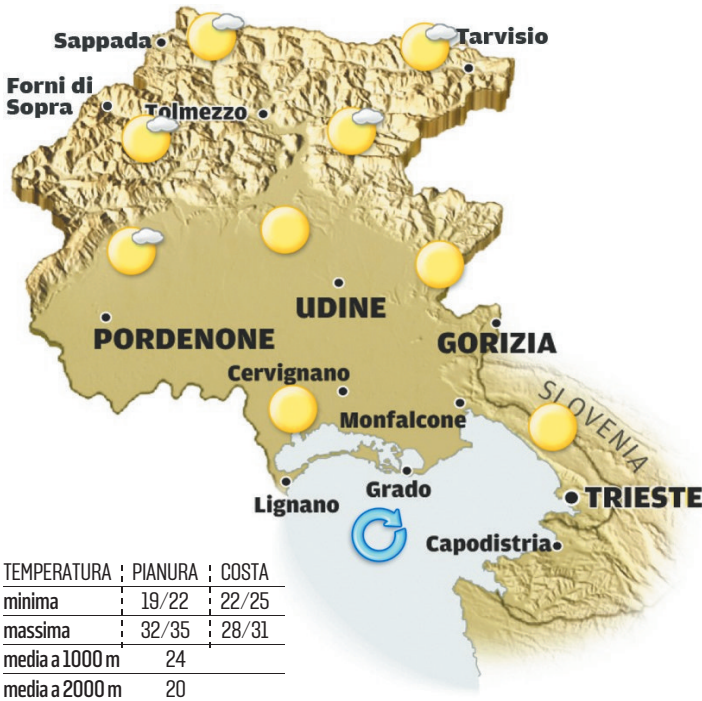 Sappada
Tarvisio
Forni di
Sopra
Tolmezzo
UDINE
PORDENONE
GORIZIA
Cervignano
SLOVENIA
Monfalcone
Lignano
Grado
TRIESTE
Capodistria
TEMPERATURA PIANURA COSTA
minima 19/22 22/25
massima 32/35 28/31
media a 1000 m 24
media a 2000 m 20